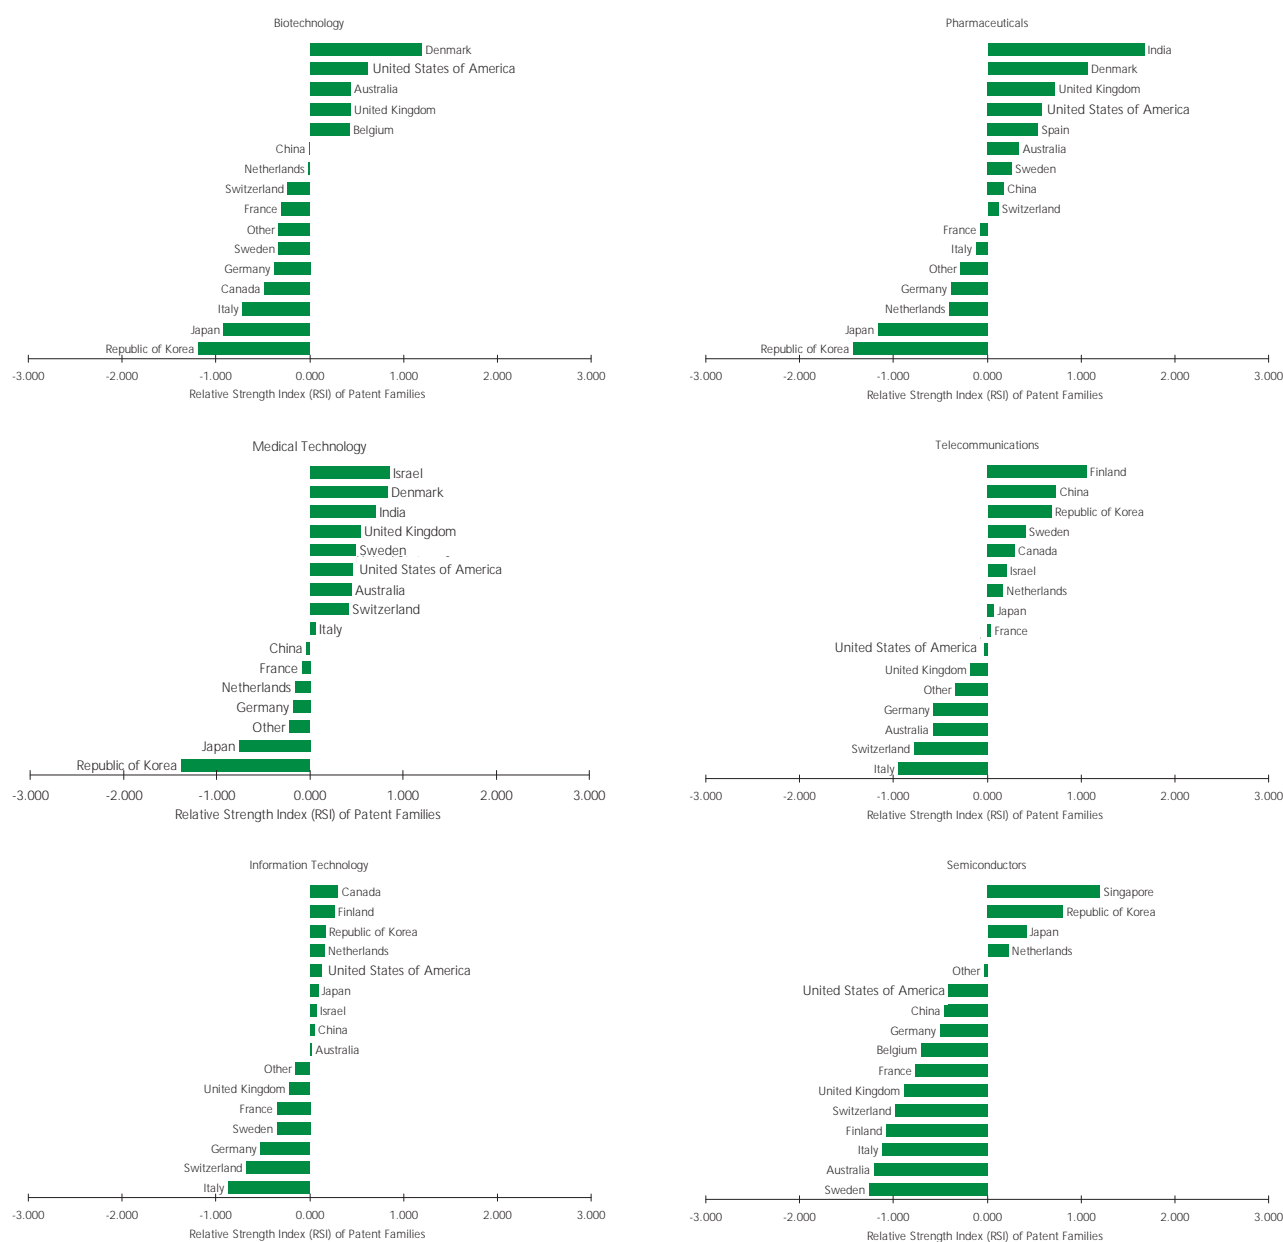 Biotechnology
Denmark
United States of America
Australia
United Kingdom
Belgium
China
Netherlands
Switzerland
France
Other
Sweden
Germany
Canada
Italy
Japan
Republic of Korea
-3.000 -2.000 -1.000 0.000 1.000 2.000 3.000
Relative Strength Index (RSI) of Patent Families
Pharmaceuticals
India
Denmark
United Kingdom
United States of America
Spain
Australia
Sweden
China
Switzerland
France
Italy
Other
Germany
Netherlands
Japan
Republic of Korea
-3.000 -2.000 -1.000 0.000 1.000 2.000 3.000
Relative Strength Index (RSI) of Patent Families
Medical Technology
Israel
Denmark
India
United Kingdom
Sweden
United States of America
Australia
Switzerland
Italy
China
France
Netherlands
Germany
Other
Japan
Republic of Korea
-3.000 -2.000 -1.000 0.000 1.000 2.000 3.000
Relative Strength Index (RSI) of Patent Families
Telecommunications
Finland
China
Republic of Korea
Sweden
Canada
Israel
Netherlands
Japan
France
United States of America
United Kingdom
Other
Germany
Australia
Switzerland
Italy
-3.000 -2.000 -1.000 0.000 1.000 2.000 3.000
Relative Strength Index (RSI) of Patent Families
Information Technology
Canada
Finland
Republic of Korea
Netherlands
United States of America
Japan
Israel
China
Australia
Other
United Kingdom
France
Sweden
Germany
Switzerland
Italy
-3.000 -2.000 -1.000 0.000 1.000 2.000 3.000
Relative Strength Index (RSI) of Patent Families
Semiconductors
Singapore
Republic of Korea
Japan
Netherlands
Other
United States of America
China
Germany
Belgium
France
United Kingdom
Switzerland
Finland
Italy
Australia
Sweden
-3.000 -2.000 -1.000 0.000 1.000 2.000 3.000
Relative Strength Index (RSI) of Patent Families